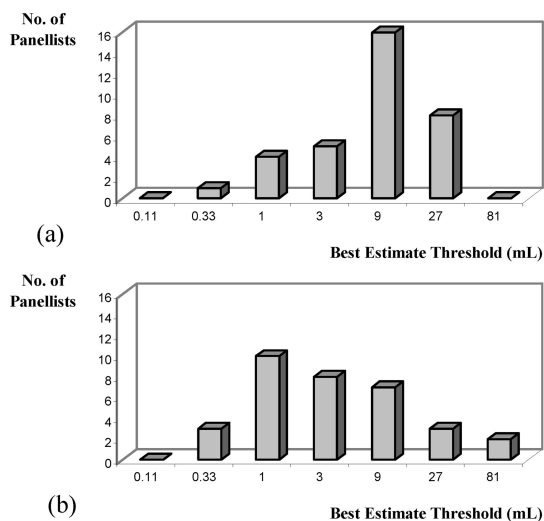 No. of
Panellists
16
14
12
10
8
6
4
2
0
0.11 0.33 1 3 9 27 81
(a)
Best Estimate Threshold (mL)
No. of
Panellists
16
14
12
10
8
6
4
2
0
0.11 0.33 1 3 9 27 81
(b)
Best Estimate Threshold (mL)